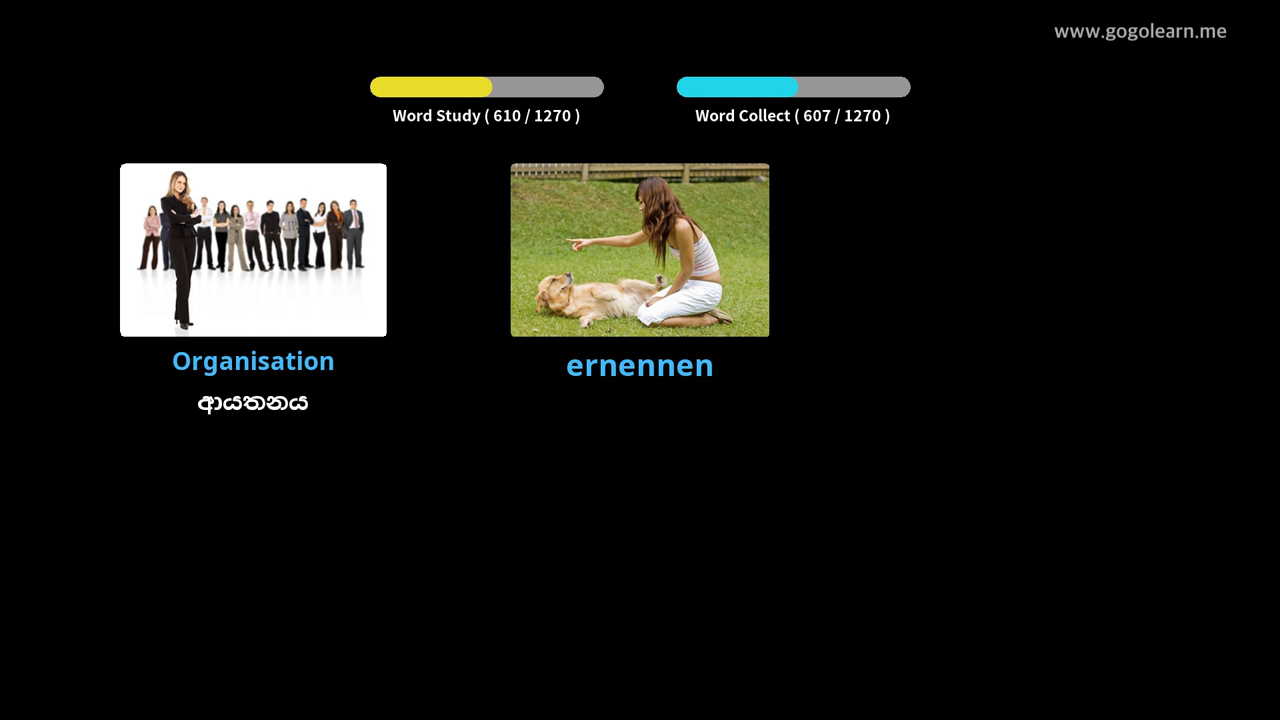 www.gogolearn.me
Word Study ( 610 / 1270 )
Word Collect ( 607 / 1270 )
Organisation
ආයතනය
ernennen